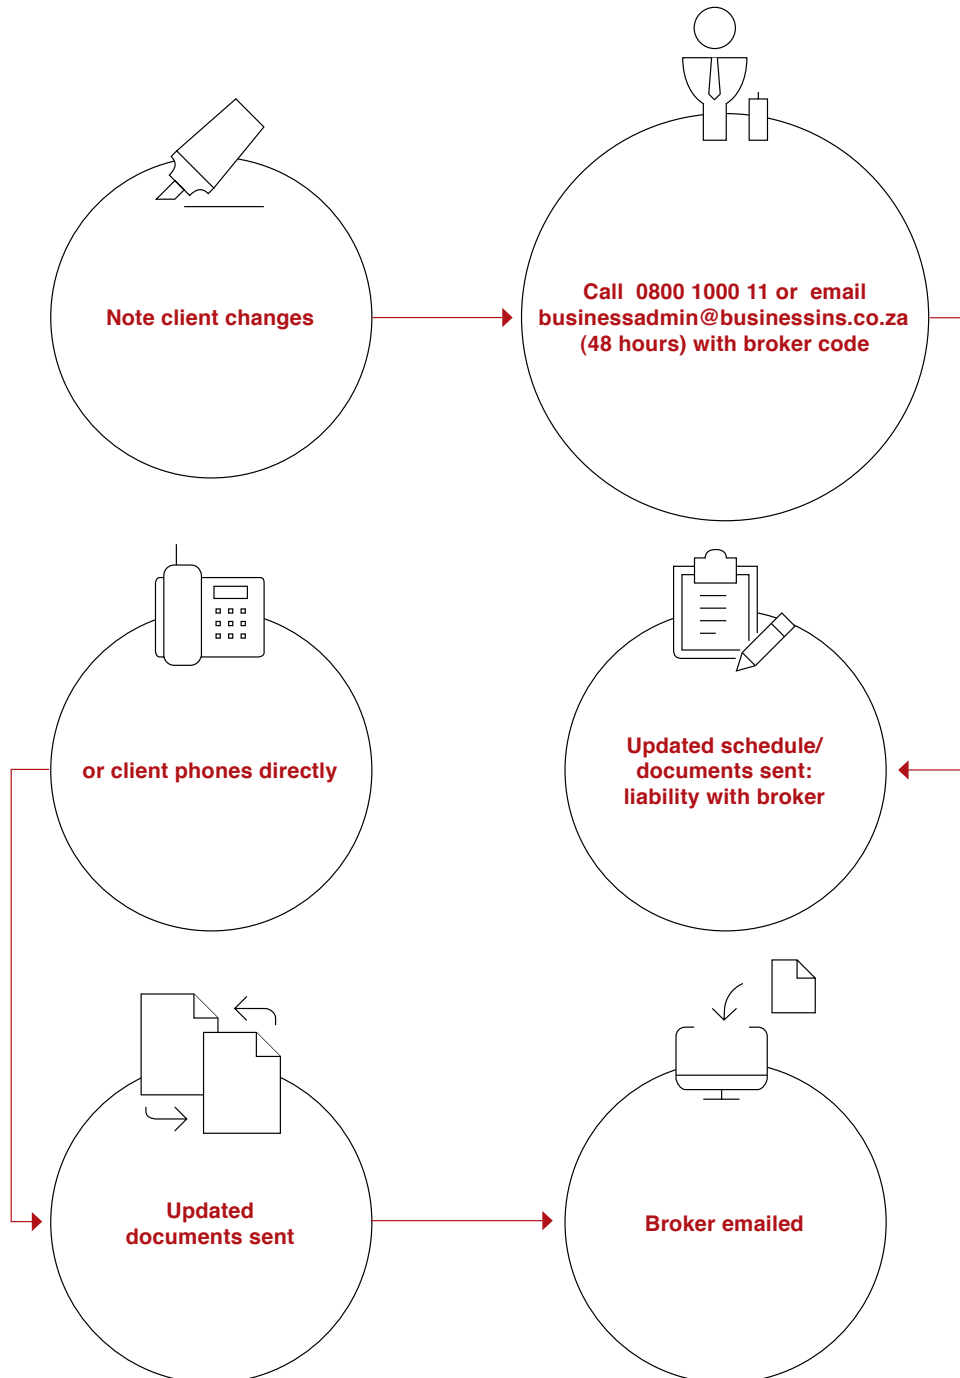 Note client changes
Call 0800 1000 11 or email
businessadmin@businessins.co.za
(48 hours) with broker code
or client phones directly
Updated schedule/
documents sent:
liability with broker
Updated
documents sent
Broker emailed